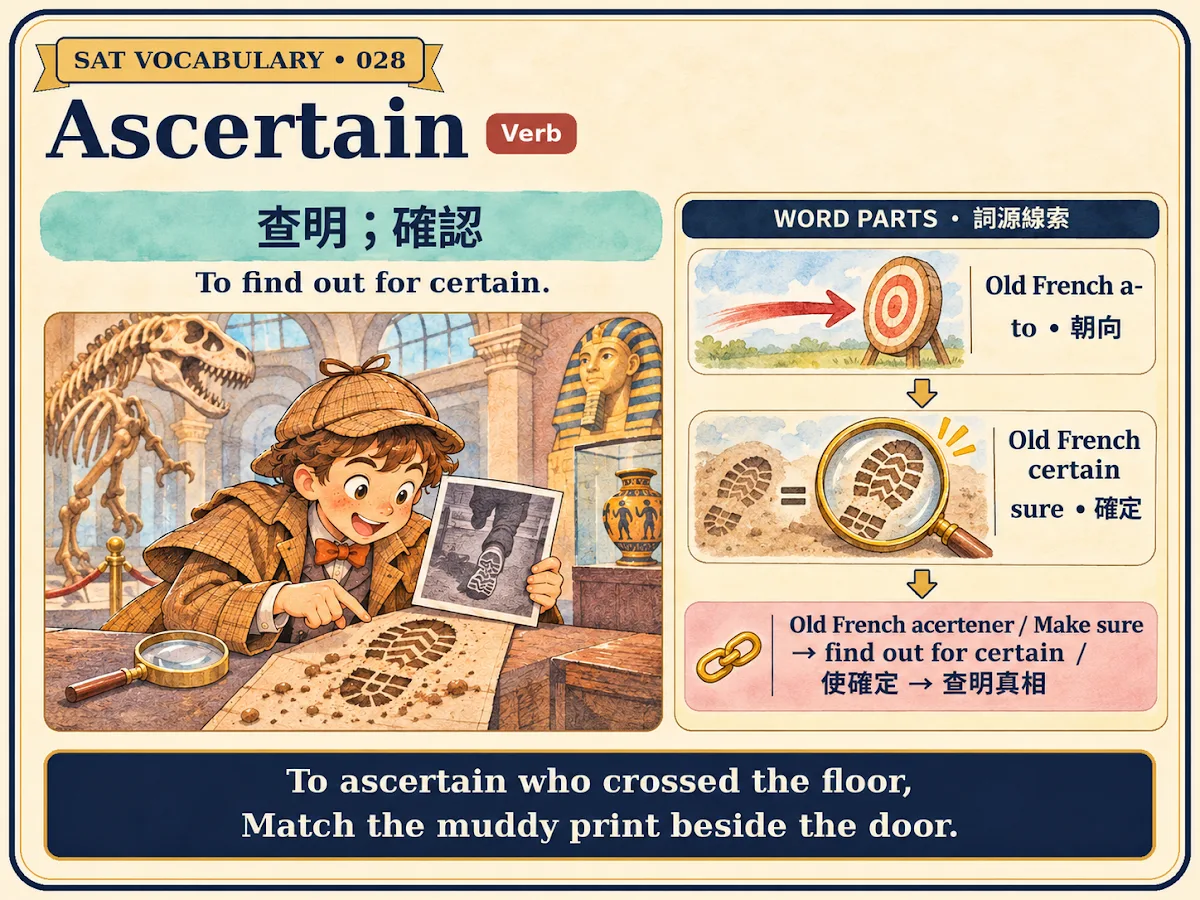 SAT VOCABULARY • 028
Ascertain
Verb
查明；確認
To find out for certain.
WORD PARTS • 詞源線索
Old French a-
to • 朝向
Old French
certain
sure • 確定
Old French acertener / Make sure
→ find out for certain /
使確定 → 查明真相
To ascertain who crossed the floor,
Match the muddy print beside the door.